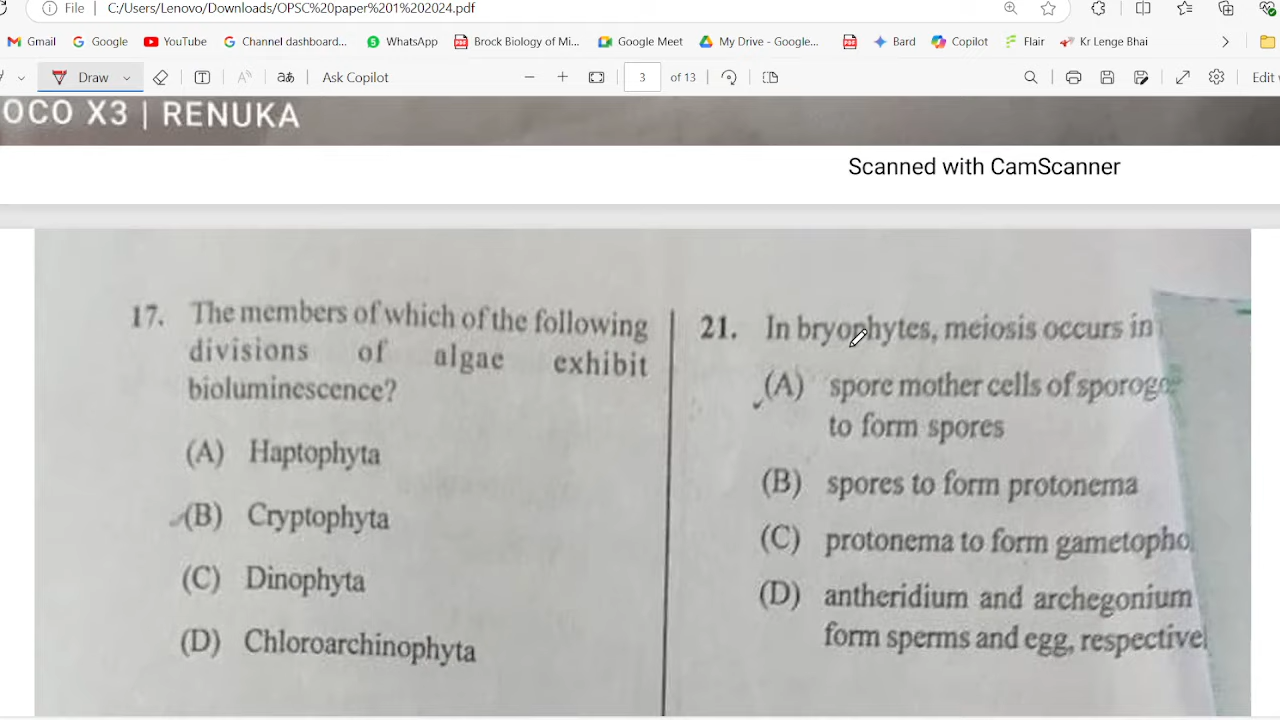 File
C:/Users/Lenovo/Downloads/OPSC%20paper%201%202024.pdf
Gmail Google YouTube Channel dashboard... WhatsApp Brock Biology of Mi... Google Meet My Drive - Google... Bard Copilot Flair Kr Lenge Bhai
Draw Ask Copilot 3 of 13 Edit
OCO X3 | RENUKA
Scanned with CamScanner
17. The members of which of the following
divisions of algae exhibit
bioluminescence?
(A) Haptophyta
(B) Cryptophyta
(C) Dinophyta
(D) Chloroarchinophyta
21. In bryophytes, meiosis occurs in
(A) spore mother cells of sporogo
to form spores
(B) spores to form protonema
(C) protonema to form gametopho
(D) antheridium and archegonium
form sperms and egg, respectivel